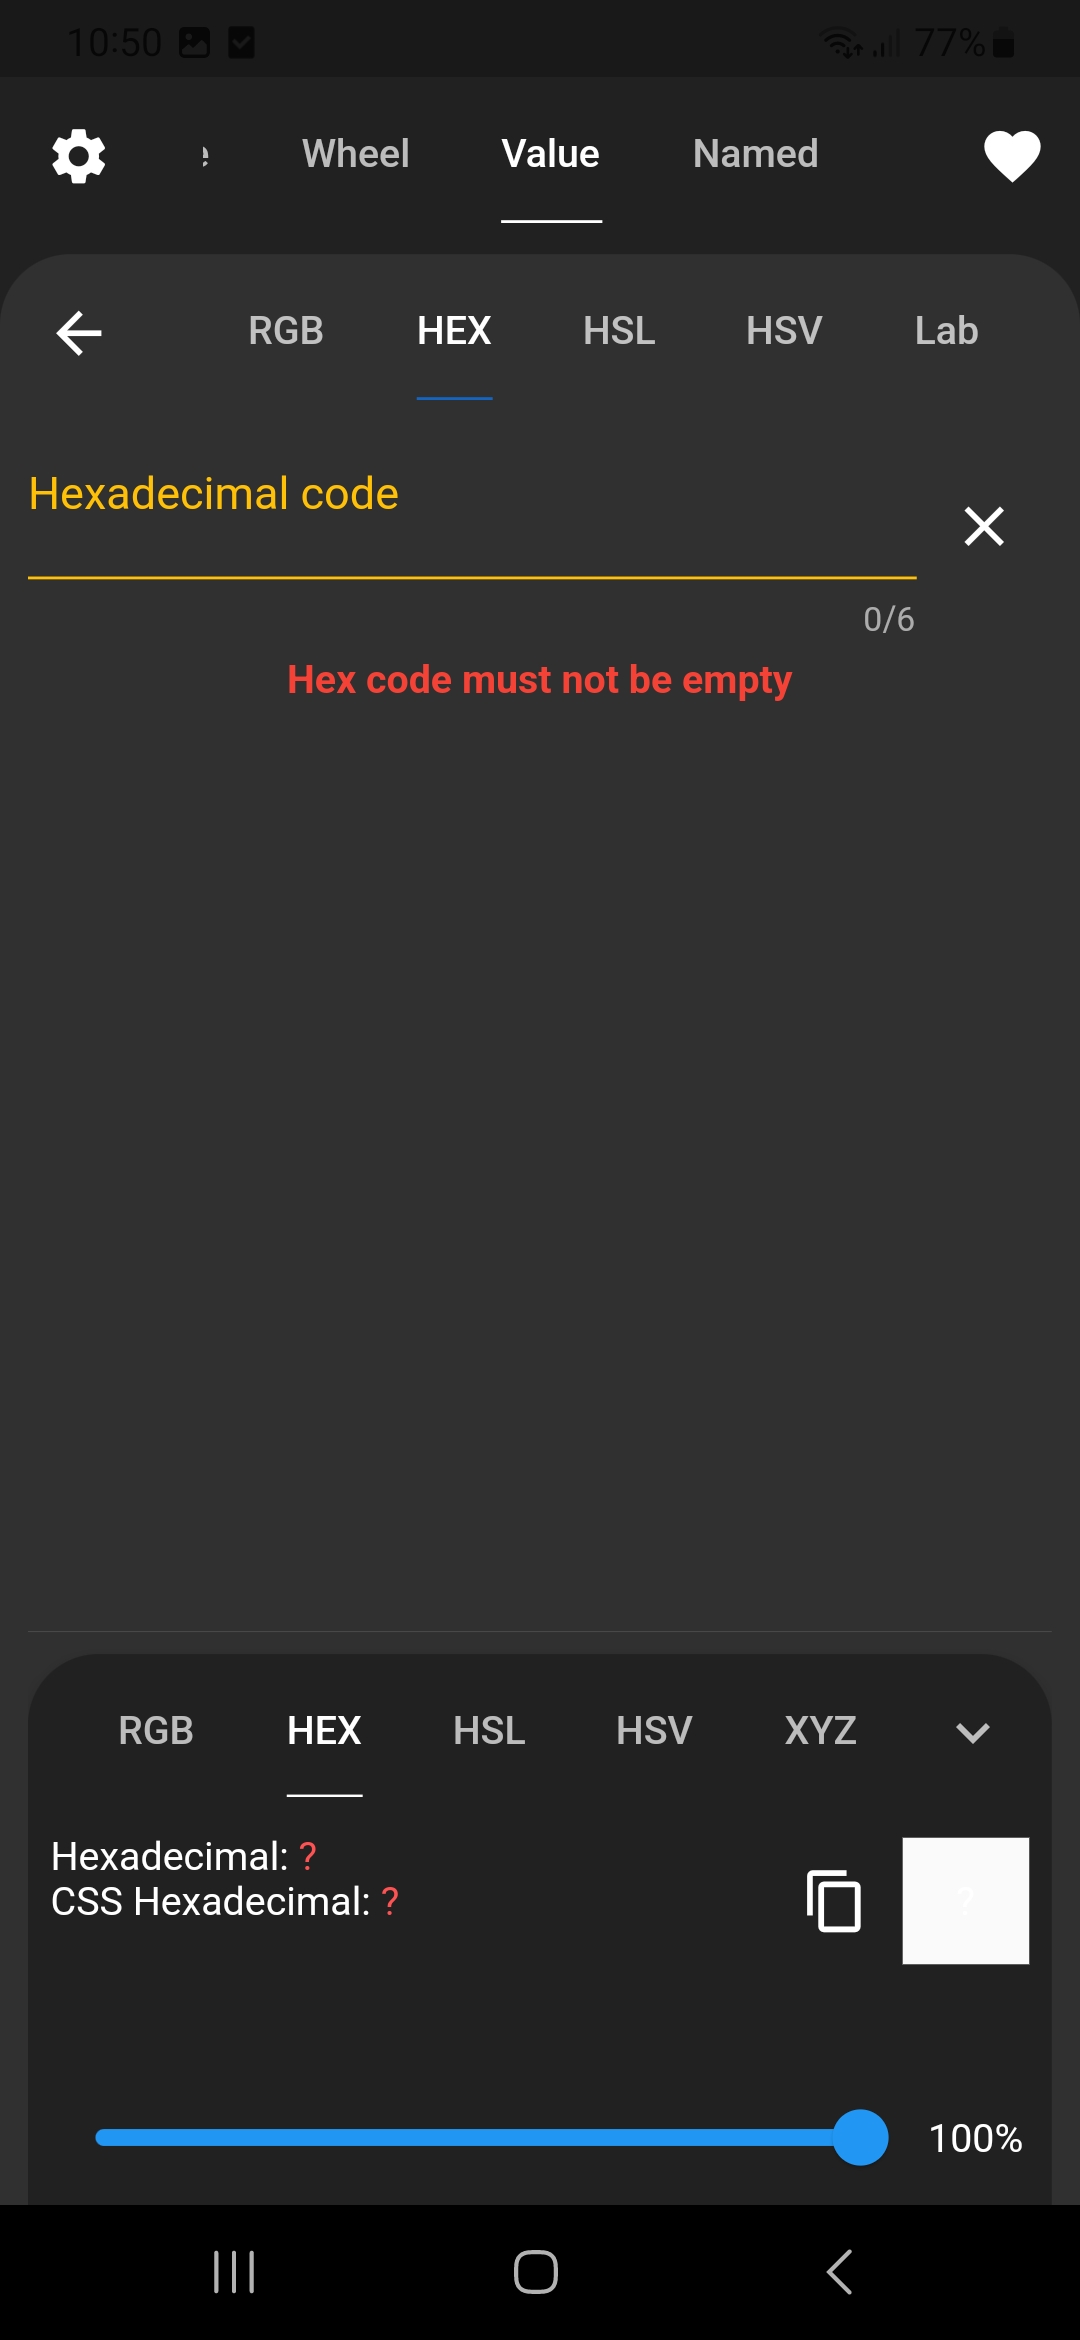 10:50 77%
e Wheel Value Named
RGB HEX HSL HSV Lab
Hexadecimal code
0/6
Hex code must not be empty
RGB HEX HSL HSV XYZ
Hexadecimal: ?
CSS Hexadecimal: ?
?
100%